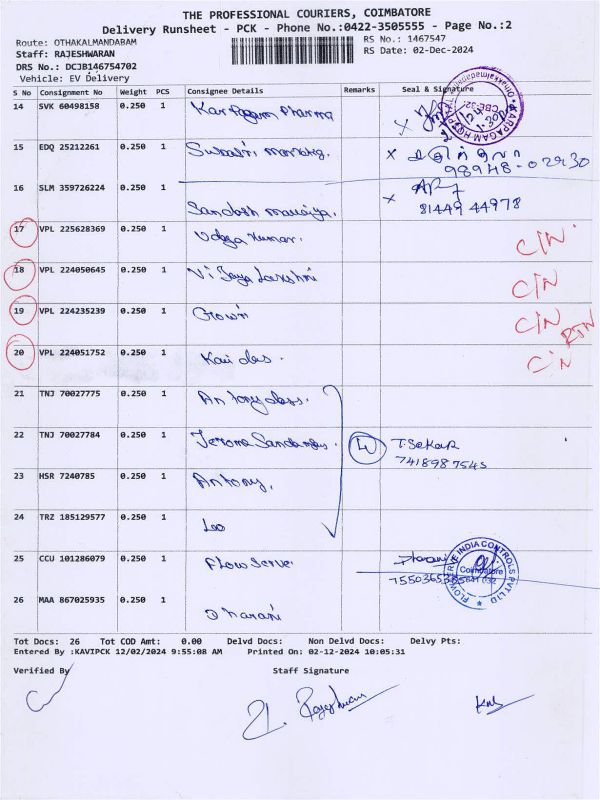 THE PROFESSIONAL COURIERS, COIMBATORE
Delivery Runsheet - PCK - Phone No.:0422-3505555 - Page No.:2
Route: OTHAKALMANDABAM RS No.: 1467547
Staff: RAJESHWARAN RS Date: 02-Dec-2024
DRS No.: DCJB146754702
Vehicle: EV Delivery
S No Consignment No Weight PCS Consignee Details Remarks Seal & Signature
14 SVK 60498158 0.250 1 Karpagam Pharma
15 EDQ 25212261 0.250 1 x
98948-02930
16 SLM 359726224 0.250 1 Santhosh x
81449 44978
17 VPL 225628369 0.250 1 Vidya Kumar. C/N
18 VPL 224050645 0.250 1 Vijaya Lakshmi C/N
19 VPL 224235239 0.250 1 Gowri C/N
RTN
20 VPL 224051752 0.250 1 Kavi das. C/N
21 TNJ 70027775 0.250 1 Antony dass.
22 TNJ 70027784 0.250 1 T. Sekar
7418987545
23 HSR 7240785 0.250 1 Antony.
24 TRZ 185129577 0.250 1 Leo
25 CCU 101286079 0.250 1 Flow Serve.
FLOWSERVE INDIA CONTROLS PVT LTD
Coimbatore
26 MAA 867025935 0.250 1 Dharani
Tot Docs: 26 Tot COD Amt: 0.00 Delvd Docs: Non Delvd Docs: Delvy Pts:
Entered By :KAVIPCK 12/02/2024 9:55:08 AM Printed On: 02-12-2024 10:05:31
Verified By Staff Signature